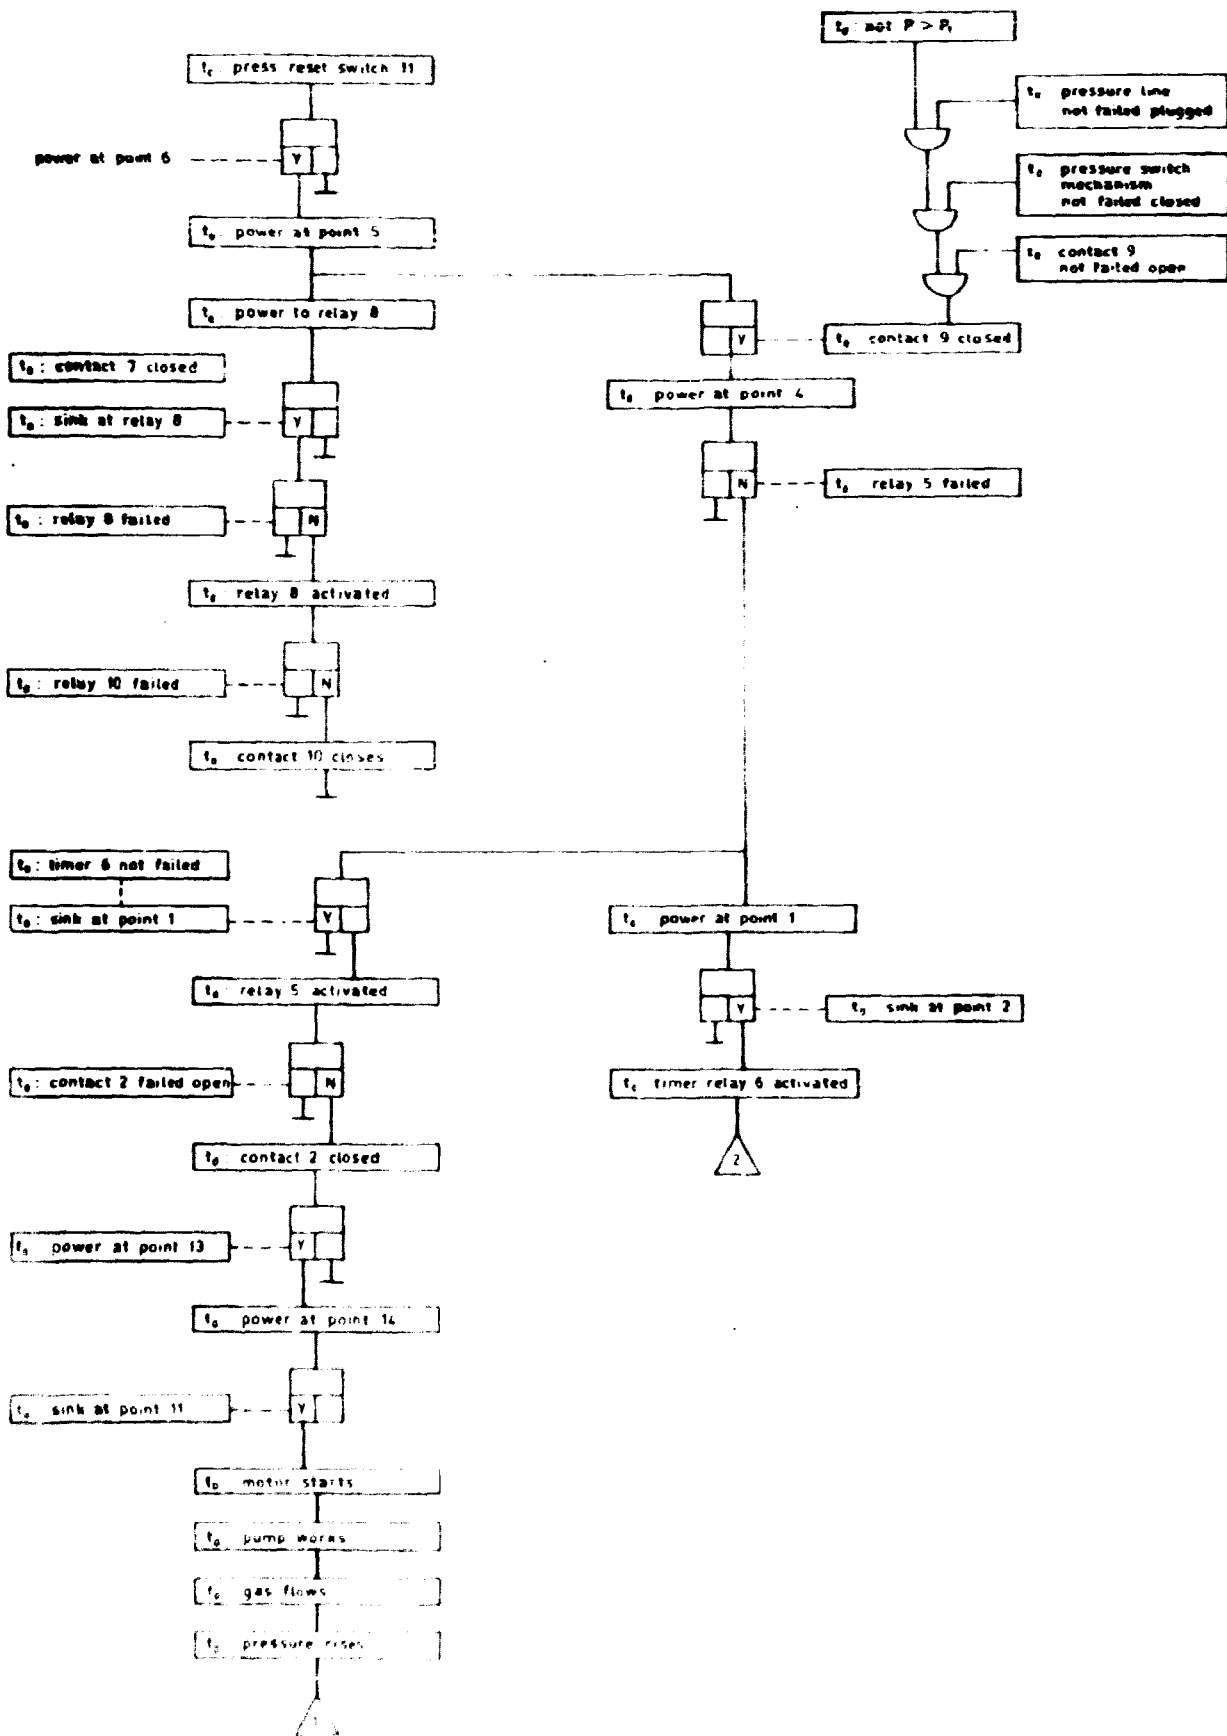 t₀: not P > P₁
t₀ press reset switch 11
t₀ pressure line
not failed plugged
power at point 6
Y
t₀ pressure switch
mechanism
not failed closed
t₀ power at point 5
t₀ contact 9
not failed open
t₀ power to relay 8
Y
t₀ contact 9 closed
t₀: contact 7 closed
t₀ power at point 4
t₀: sink at relay 8
Y
N
t₀ relay 5 failed
t₀: relay 8 failed
N
t₀ relay 8 activated
t₀: relay 10 failed
N
t₀ contact 10 closes
t₀: timer 6 not failed
t₀: sink at point 1
Y
t₀ power at point 1
t₀: relay 5 activated
Y
t₀ sink at point 2
t₀: contact 2 failed open
N
t₀ timer relay 6 activated
t₀: contact 2 closed
2
t₀ power at point 13
Y
t₀ power at point 14
t₀ sink at point 11
Y
t₀ motor starts
t₀ pump works
t₀ gas flows
t₀ pressure rises
1